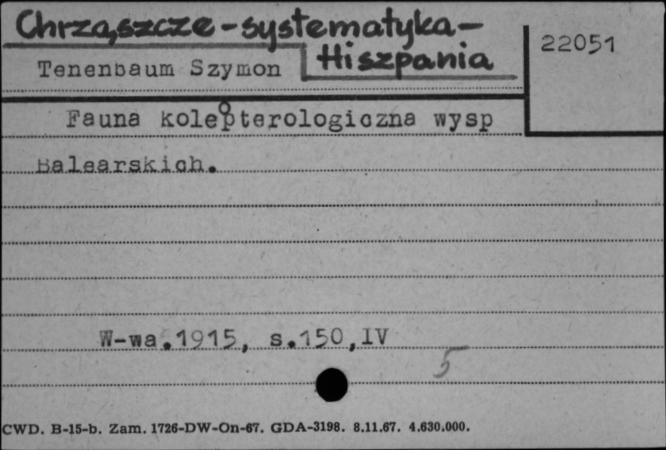 Chrząszcze-systematyka-
Hiszpania
22051
Tenenbaum Szymon
Fauna koleopterologiczna wysp
Balearskich.
W-wa.1915, s.150,IV
5
CWD. B-15-b. Zam. 1726-DW-On-67. GDA-3198. 8.11.67. 4.630.000.